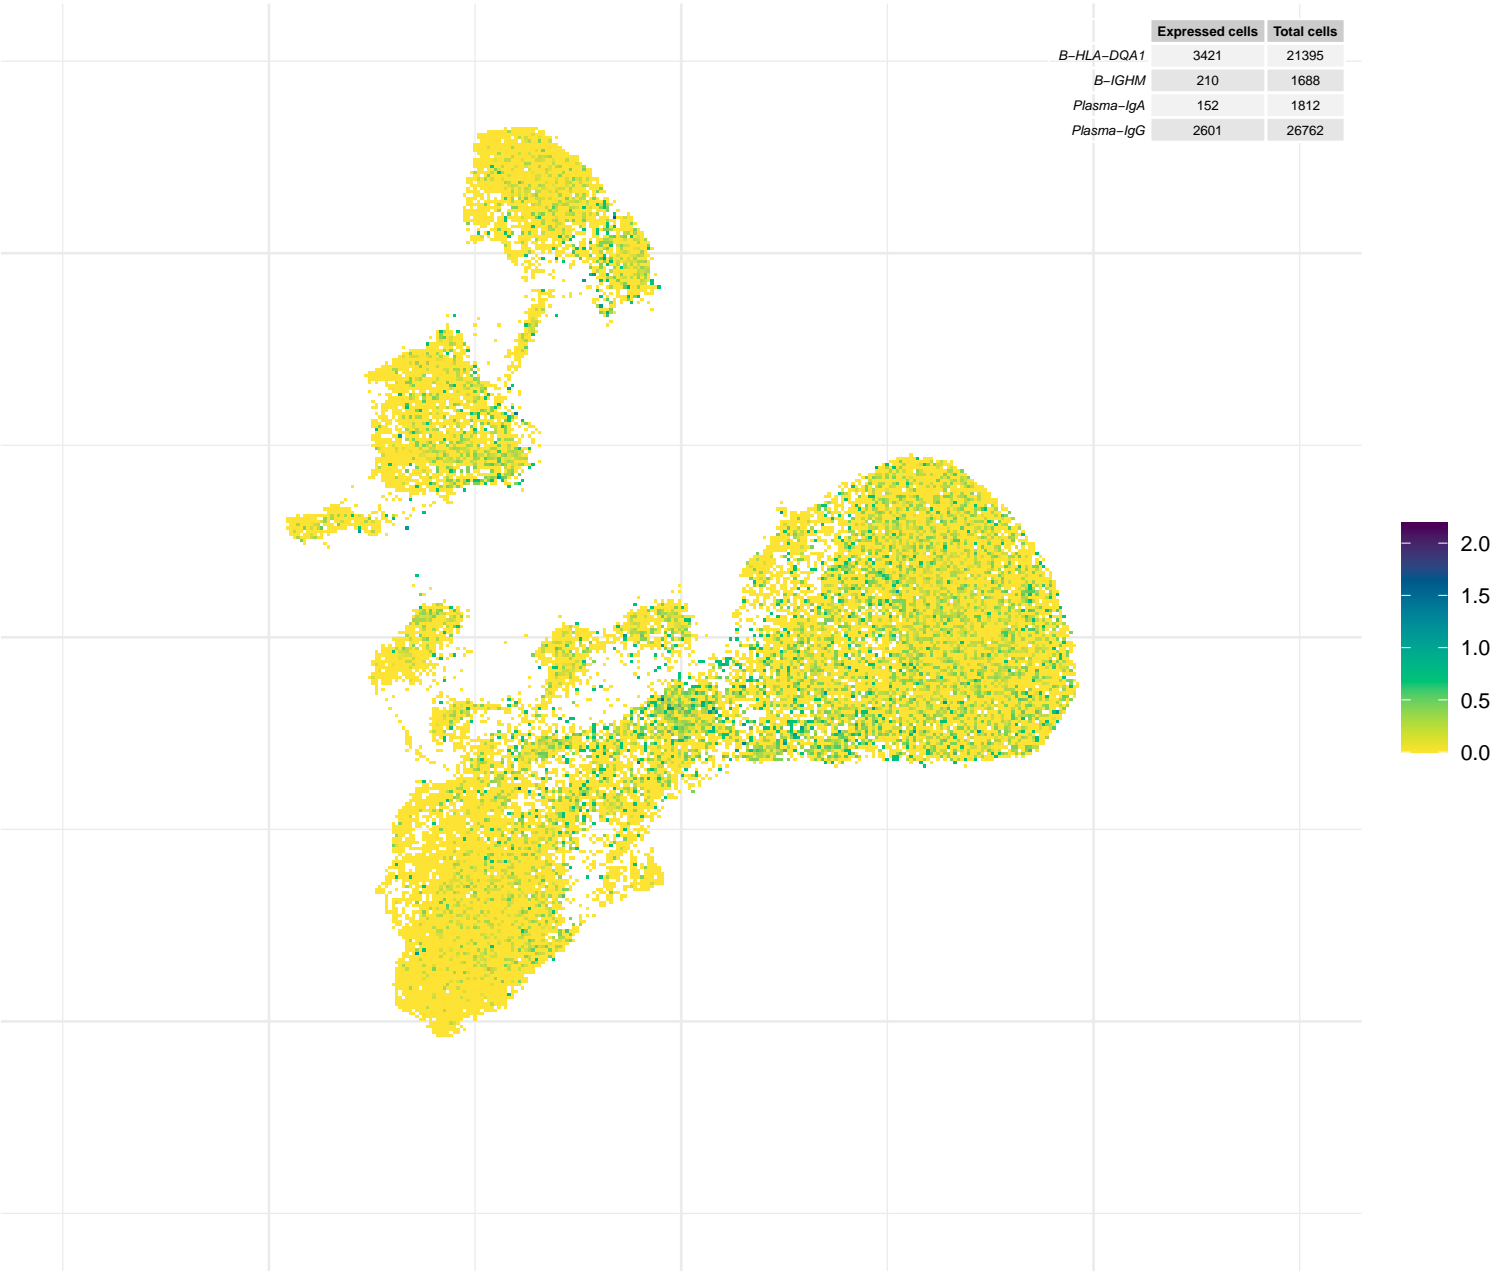 Expressed cells Total cells
B-HLA-DQA1 3421 21395
B-IGHM 210 1688
Plasma-IgA 152 1812
Plasma-IgG 2601 26762
2.0
1.5
1.0
0.5
0.0